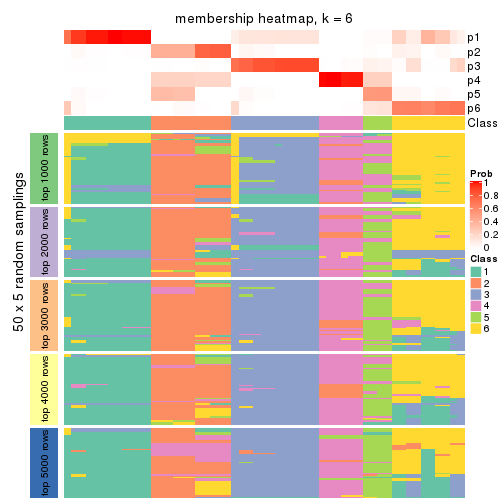 membership heatmap, k = 6
p1
p2
p3
p4
p5
p6
Class
50 x 5 random samplings
top 1000 rows
top 2000 rows
top 3000 rows
top 4000 rows
top 5000 rows
Prob
1
0.8
0.6
0.4
0.2
0
Class
1
2
3
4
5
6